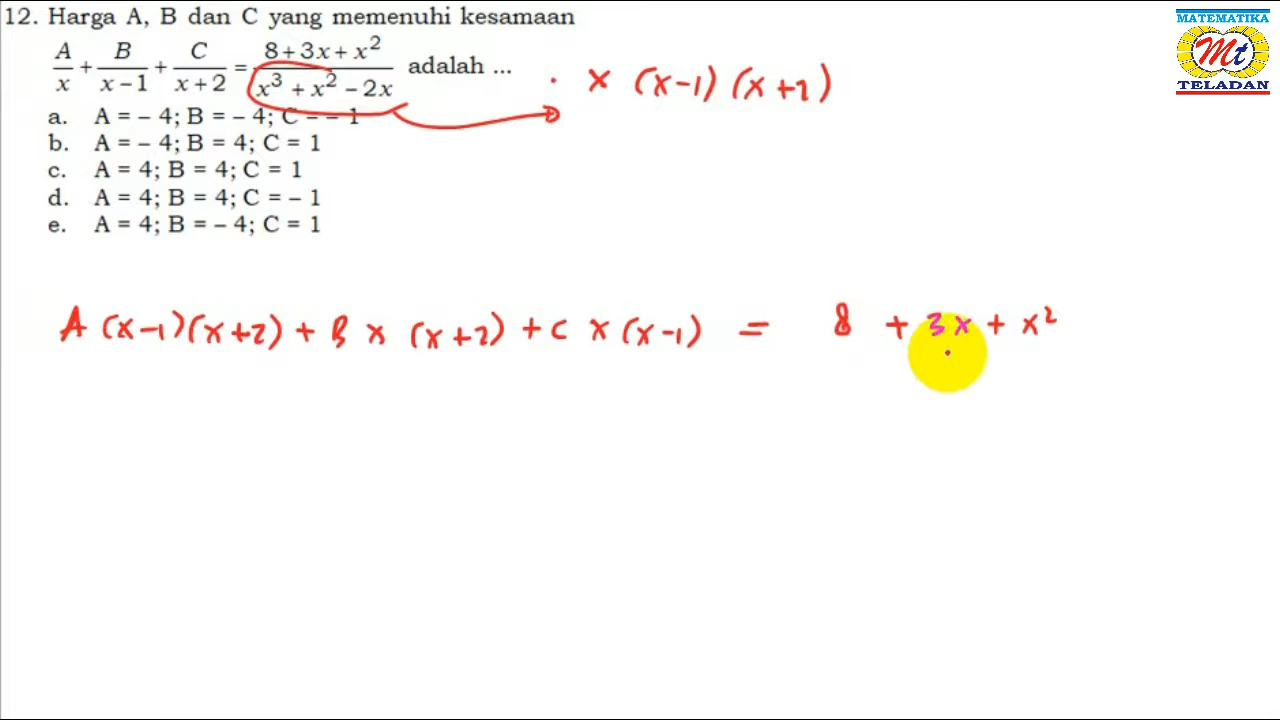 12. Harga A, B dan C yang memenuhi kesamaan
A/x + B/(x – 1) + C/(x + 2) = (8 + 3x + x²)/(x³ + x² – 2x) adalah ...
a. A = – 4; B = – 4; C = – 1
b. A = – 4; B = 4; C = 1
c. A = 4; B = 4; C = 1
d. A = 4; B = 4; C = – 1
e. A = 4; B = – 4; C = 1
x (x-1) (x+2)
A (x-1)(x+2) + B x (x+2) + C x (x-1) = 8 + 3x + x²
MATEMATIKA
Mt
TELADAN